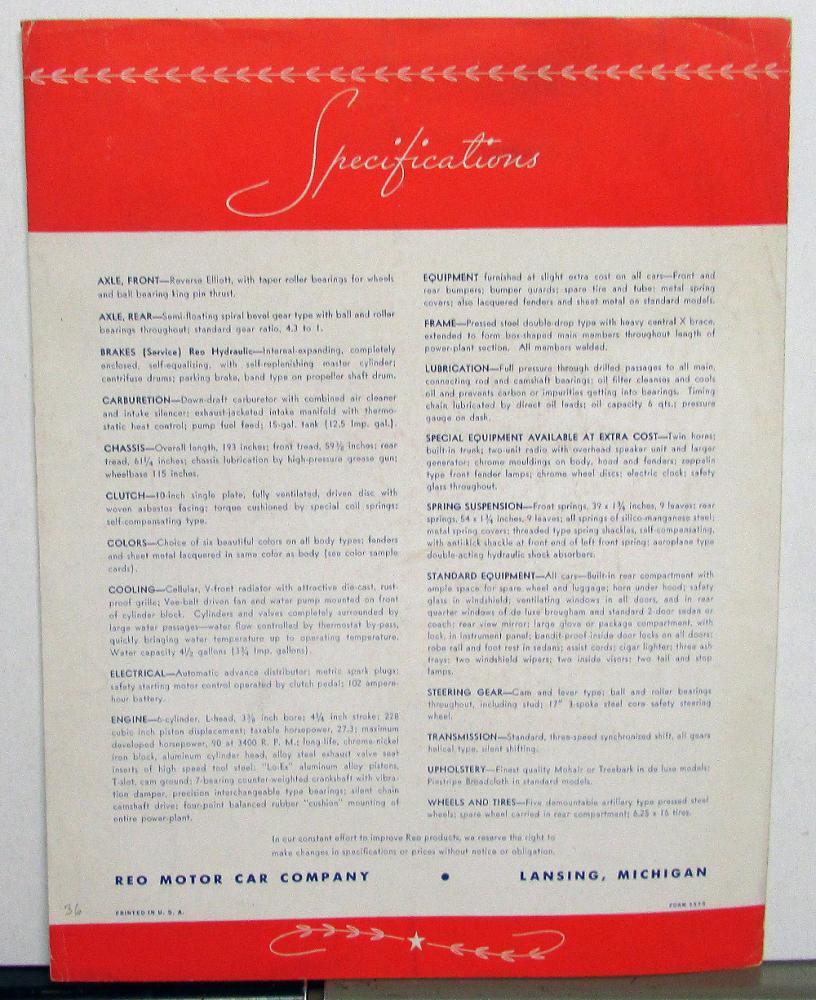 Specifications
AXLE, FRONT—Reverse Elliott, with taper roller bearings for wheels
and ball bearing king pin thrust.
AXLE, REAR—Semi-floating spiral bevel gear type with ball and roller
bearings throughout; standard gear ratio, 4.3 to 1.
BRAKES (Service) Reo Hydraulic—Internal-expanding, completely
enclosed, self-equalizing, with self-replenishing master cylinder;
centrifuse drums; parking brake, band type on propeller shaft drum.
CARBURETION—Down-draft carburetor with combined air cleaner
and intake silencer; exhaust-jacketed intake manifold with thermo-
static heat control; pump fuel feed; 15-gal. tank (12.5 Imp. gal.).
CHASSIS—Overall length, 193 inches; front tread, 59½ inches; rear
tread, 61¼ inches; chassis lubrication by high-pressure grease gun;
wheelbase 115 inches.
CLUTCH—10-inch single plate, fully ventilated, driven disc with
woven asbestos facing; torque cushioned by special coil springs;
self-compensating type.
COLORS—Choice of six beautiful colors on all body types; fenders
and sheet metal lacquered in same color as body (see color sample
cards).
COOLING—Cellular, V-front radiator with attractive die-cast, rust-
proof grille; Vee-belt driven fan and water pump mounted on front
of cylinder block. Cylinders and valves completely surrounded by
large water passages—water flow controlled by thermostat by-pass,
quickly bringing water temperature up to operating temperature.
Water capacity 4½ gallons (3¾ Imp. gallons).
ELECTRICAL—Automatic advance distributor; metric spark plugs;
safety starting motor control operated by clutch pedal; 102 ampere-
hour battery.
ENGINE—6-cylinder, L-head, 3⅜ inch bore; 4¼ inch stroke; 228
cubic inch piston displacement; taxable horsepower, 27.3; maximum
developed horsepower, 90 at 3400 R. P. M.; long-life, chrome-nickel
iron block, aluminum cylinder head, alloy steel exhaust valve seat
inserts of high speed tool steel; "Lo-Ex" aluminum alloy pistons,
T-slot, cam ground; 7-bearing counter-weighted crankshaft with vibra-
tion damper, precision interchangeable type bearings; silent chain
camshaft drive; four-point balanced rubber "cushion" mounting of
entire power-plant.
EQUIPMENT furnished at slight extra cost on all cars—Front and
rear bumpers; bumper guards; spare tire and tube; metal spring
covers; also lacquered fenders and sheet metal on standard models.
FRAME—Pressed steel double-drop type with heavy central X brace,
extended to form box-shaped main members throughout length of
power-plant section. All members welded.
LUBRICATION—Full pressure through drilled passages to all main,
connecting rod and camshaft bearings; oil filter cleanses and cools
oil and prevents carbon or impurities getting into bearings. Timing
chain lubricated by direct oil leads; oil capacity 6 qts.; pressure
gauge on dash.
SPECIAL EQUIPMENT AVAILABLE AT EXTRA COST—Twin horns;
built-in trunk; two-unit radio with overhead speaker unit and larger
generator; chrome mouldings on body, hood and fenders; zeppelin
type front fender lamps; chrome wheel discs; electric clock; safety
glass throughout.
SPRING SUSPENSION—Front springs, 39 x 1¾ inches, 9 leaves; rear
springs, 54 x 1¾ inches, 9 leaves; all springs of silico-manganese steel;
metal spring covers; threaded type spring shackles, self-compensating,
with anti-kick shackle at front end of left front spring; aeroplane type
double-acting hydraulic shock absorbers.
STANDARD EQUIPMENT—All cars—Built-in rear compartment with
ample space for spare wheel and luggage; horn under hood; safety
glass in windshield; ventilating windows in all doors, and in rear
quarter windows of de luxe brougham and standard 2-door sedan or
coach; rear view mirror; large glove or package compartment, with
lock, in instrument panel; bandit-proof inside door locks on all doors;
robe rail and foot rest in sedans; assist cords; cigar lighter; three ash
trays; two windshield wipers; two inside visors; two tail and stop
lamps.
STEERING GEAR—Cam and lever type; ball and roller bearings
throughout, including stud; 17" 3-spoke steel core safety steering
wheel.
TRANSMISSION—Standard, three-speed synchronized shift, all gears
helical type, silent shifting.
UPHOLSTERY—Finest quality Mohair or Treebark in de luxe models;
Pinstripe Broadcloth in standard models.
WHEELS AND TIRES—Five demountable artillery type pressed steel
wheels; spare wheel carried in rear compartment; 6.25 x 16 tires.
In our constant effort to improve Reo products, we reserve the right to
make changes in specifications or prices without notice or obligation.
REO MOTOR CAR COMPANY • LANSING, MICHIGAN
36
PRINTED IN U. S. A.
FORM